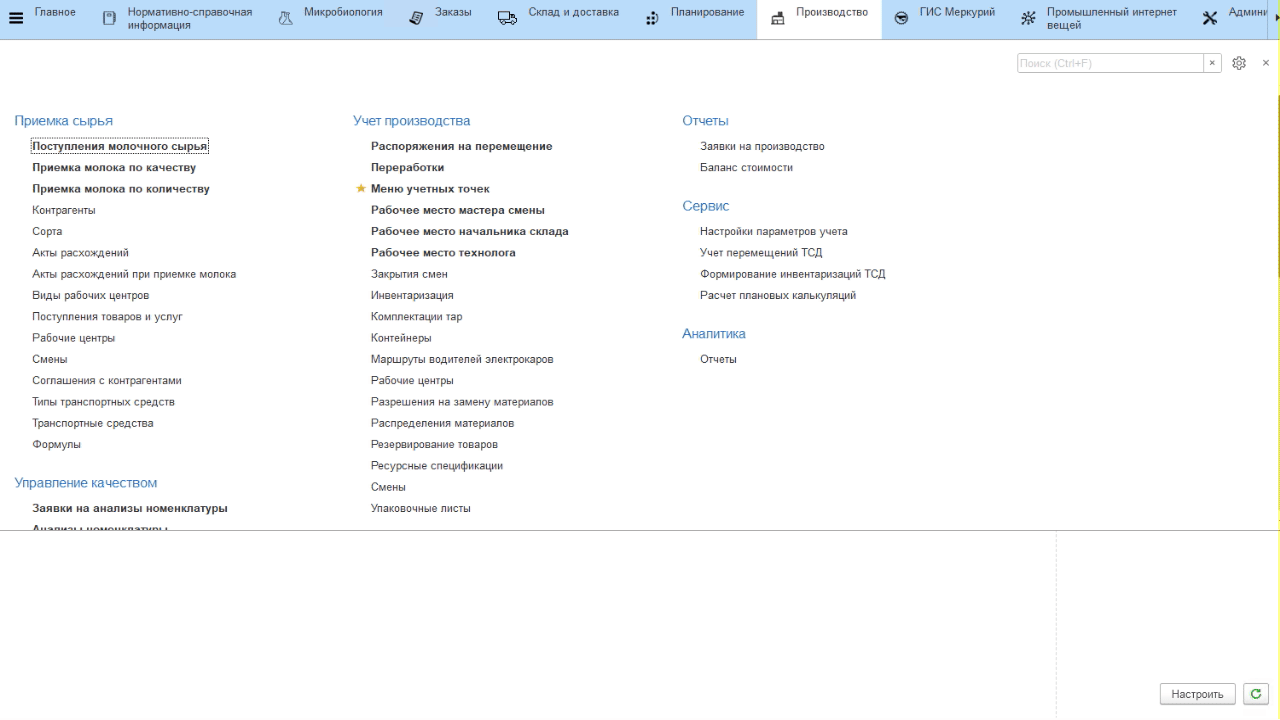 Главное
Нормативно-справочная
информация
Микробиология
Заказы
Склад и доставка
Планирование
Производство
ГИС Меркурий
Промышленный интернет
вещей
Админи
Поиск (Ctrl+F)
Приемка сырья
Поступления молочного сырья
Приемка молока по качеству
Приемка молока по количеству
Контрагенты
Сорта
Акты расхождений
Акты расхождений при приемке молока
Виды рабочих центров
Поступления товаров и услуг
Рабочие центры
Смены
Соглашения с контрагентами
Типы транспортных средств
Транспортные средства
Формулы
Управление качеством
Заявки на анализы номенклатуры
Анализы номенклатуры
Учет производства
Распоряжения на перемещение
Переработки
Меню учетных точек
Рабочее место мастера смены
Рабочее место начальника склада
Рабочее место технолога
Закрытия смен
Инвентаризация
Комплектации тар
Контейнеры
Маршруты водителей электрокаров
Рабочие центры
Разрешения на замену материалов
Распределения материалов
Резервирование товаров
Ресурсные спецификации
Смены
Упаковочные листы
Отчеты
Заявки на производство
Баланс стоимости
Сервис
Настройки параметров учета
Учет перемещений ТСД
Формирование инвентаризаций ТСД
Расчет плановых калькуляций
Аналитика
Отчеты
Настроить